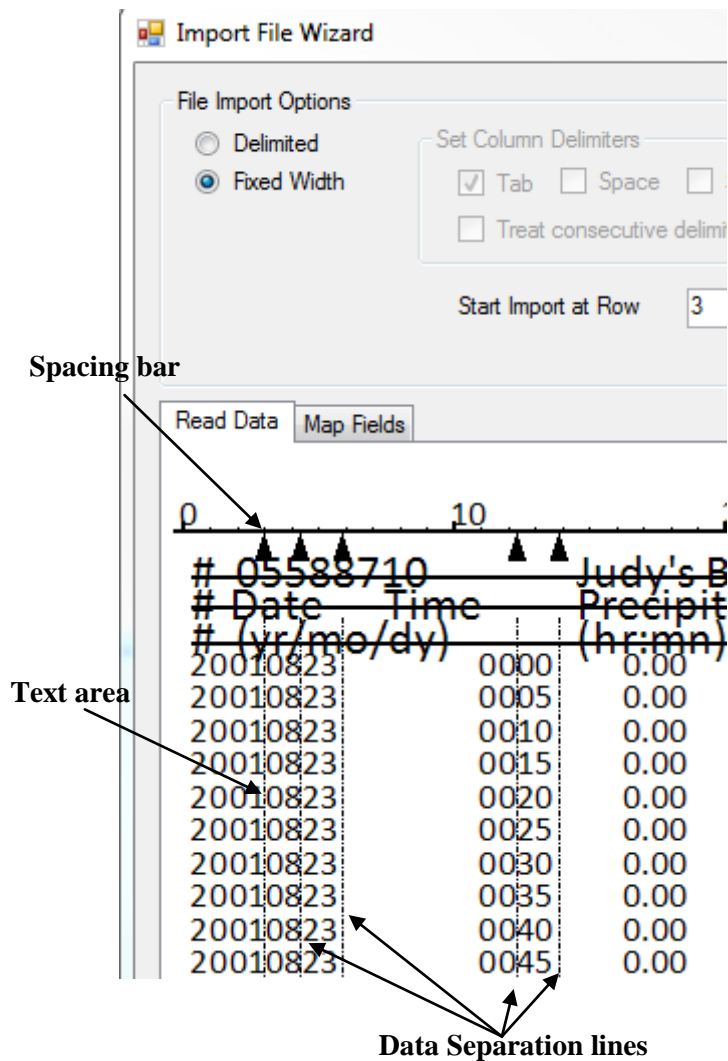 Import File Wizard
File Import Options
Delimited
Set Column Delimiters
Fixed Width
Tab Space
Treat consecutive delimi
Start Import at Row 3
Spacing bar
Read Data Map Fields
0 10
# 05588710 Judy's B
# Date Time Precipit
# (yr/mo/dy) (hr:mn)
20010823 0000 0.00
20010823 0005 0.00
Text area
20010823 0010 0.00
20010823 0015 0.00
20010823 0020 0.00
20010823 0025 0.00
20010823 0030 0.00
20010823 0035 0.00
20010823 0040 0.00
20010823 0045 0.00
Data Separation lines